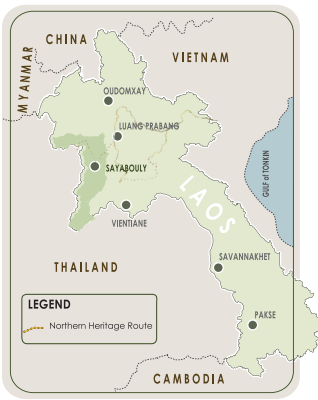 CHINA
VIETNAM
MYANMAR
OUDOMXAY
LUANG PRABANG
SAYABOULY
GULF of TONKIN
LAOS
VIENTIANE
THAILAND
SAVANNAKHET
LEGEND
Northern Heritage Route
PAKSE
CAMBODIA